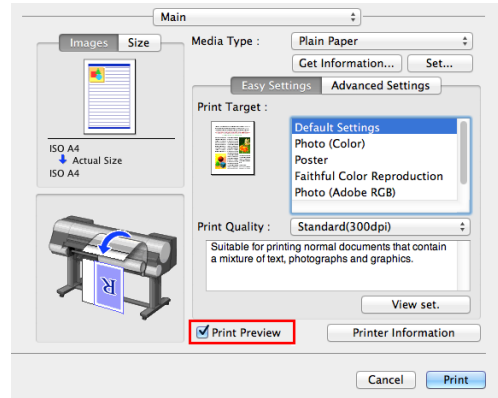 Main
Images Size
Media Type : Plain Paper
Get Information... Set...
Easy Settings Advanced Settings
Print Target :
Default Settings
Photo (Color)
Poster
Faithful Color Reproduction
Photo (Adobe RGB)
ISO A4
Actual Size
ISO A4
Print Quality : Standard(300dpi)
Suitable for printing normal documents that contain
a mixture of text, photographs and graphics.
R
View set.
Print Preview Printer Information
Cancel Print